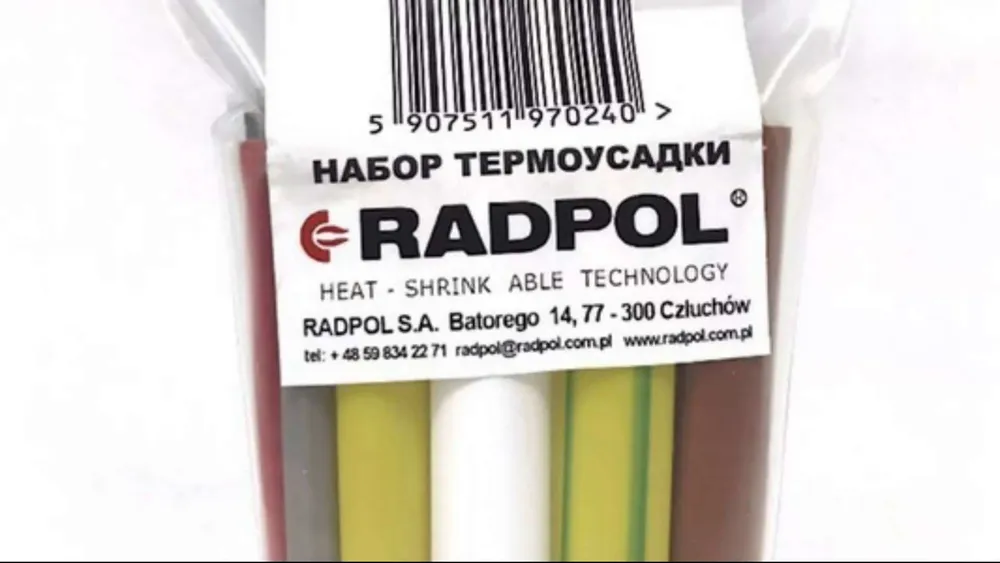 5 907511 970240 >
НАБОР ТЕРМОУСАДКИ
RADPOL®
HEAT - SHRINK ABLE TECHNOLOGY
RADPOL S.A. Batorego 14, 77 - 300 Człuchów
tel: + 48 59 834 22 71 radpol@radpol.com.pl www.radpol.com.pl